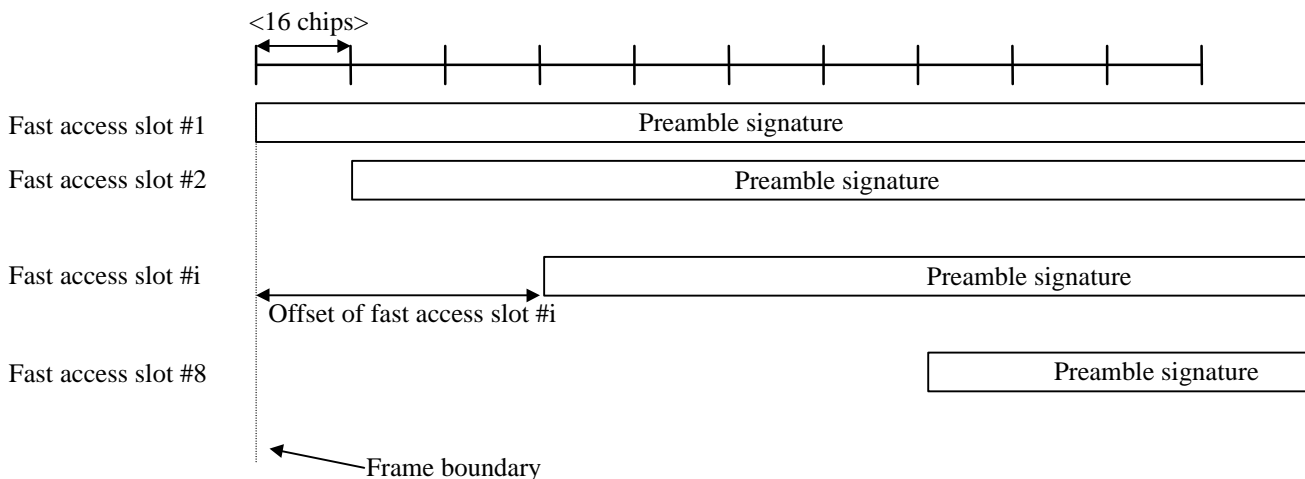 <16 chips>
Fast access slot #1
Preamble signature
Fast access slot #2
Preamble signature
Fast access slot #i
Preamble signature
Offset of fast access slot #i
Fast access slot #8
Preamble signature
Frame boundary